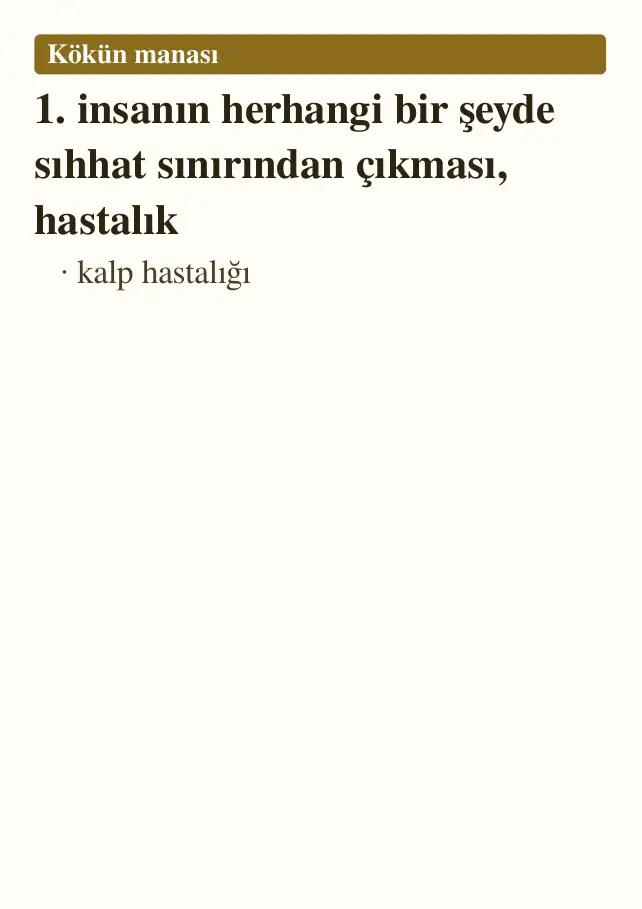 Kökün manası
1. insanın herhangi bir şeyde
sıhhat sınırından çıkması,
hastalık
· kalp hastalığı